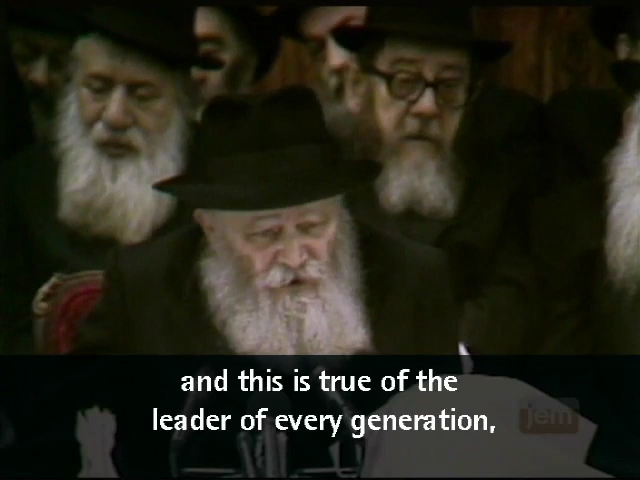 and this is true of the
leader of every generation,
jem